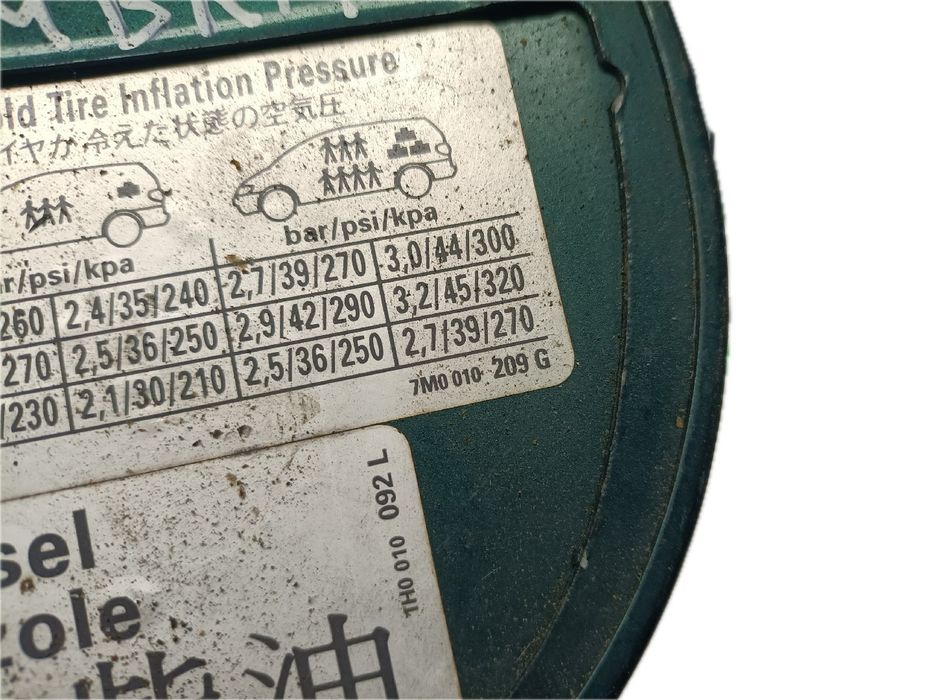 MBRA
ld Tire Inflation Pressure
イヤが冷えた状態の空気圧
bar/psi/kpa
ar/psi/kpa
260 2,4/35/240 2,7/39/270 3,0/44/300
270 2,5/36/250 2,9/42/290 3,2/45/320
/230 2,1/30/210 2,5/36/250 2,7/39/270
7M0 010 209 G
TH0 010 092 L
sel
ole
柴油